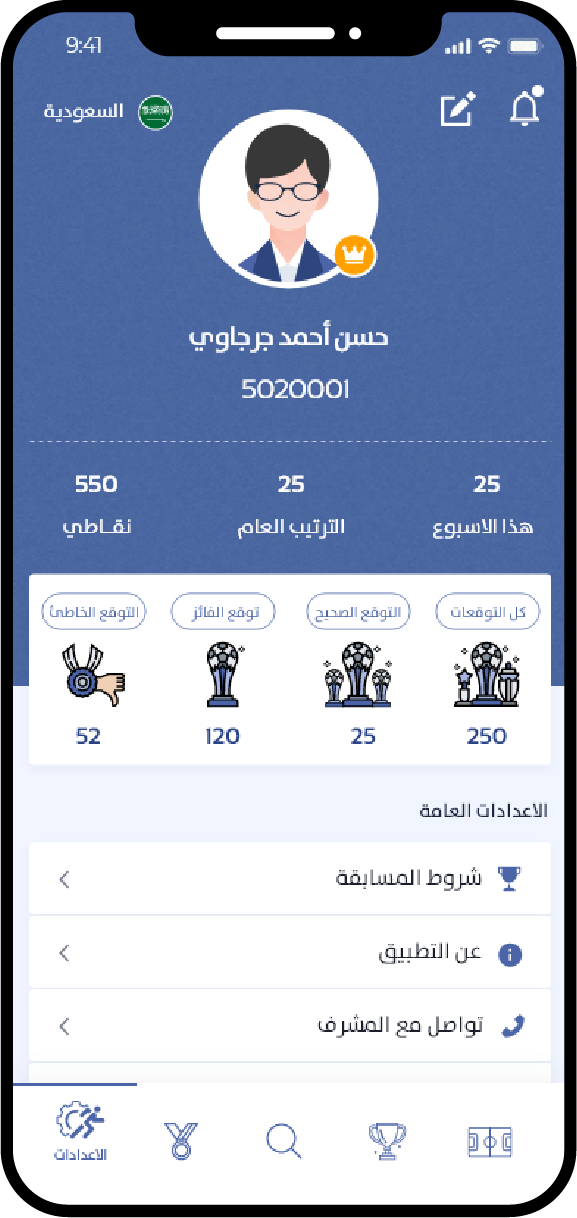 9:41
السعودية
حسن أحمد جرجاوي
5020001
25 25 550
هذا الاسبوع الترتيب العام نقـاطي
كل التوقعات التوقع الصحيح توقع الفائز التوقع الخاطئ
250 25 120 52
الاعدادات العامة
شروط المسابقة
عن التطبيق
تواصل مع المشرف
الاعدادات